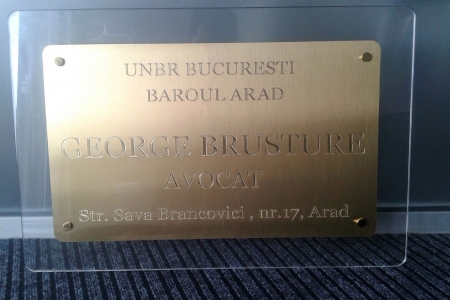 UNBR BUCURESTI
BAROUL ARAD
GEORGE BRUSTURE
AVOCAT
Str. Sava Brancovici , nr.17, Arad